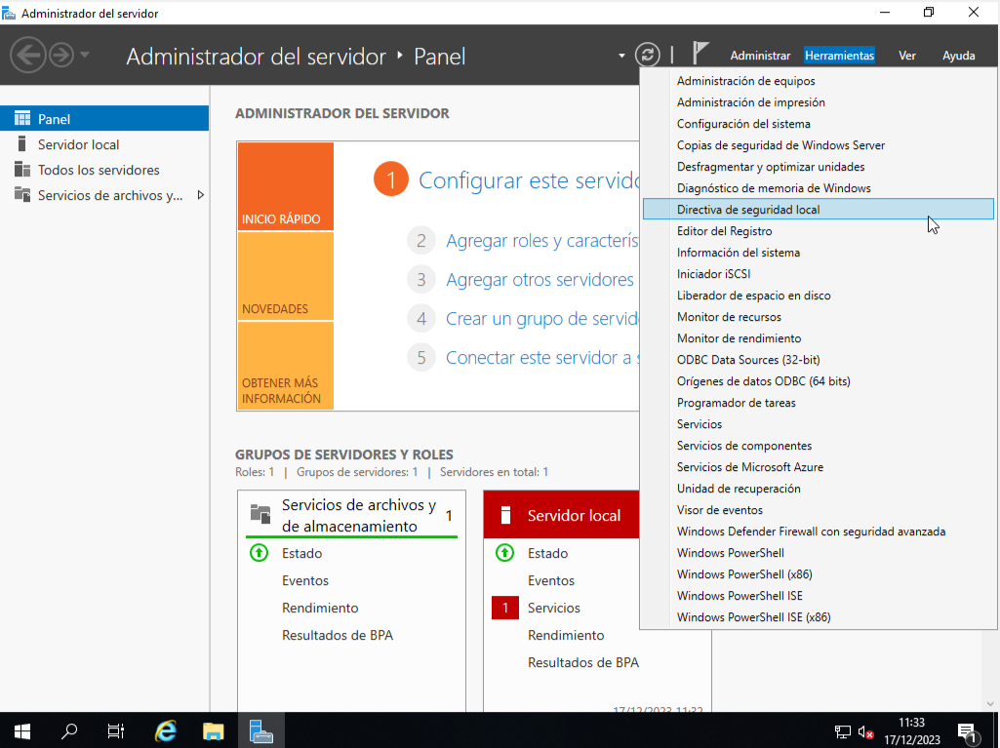 Administrador del servidor
Administrador del servidor ‣ Panel
Administrar Herramientas Ver Ayuda
Panel
Servidor local
Todos los servidores
Servicios de archivos y...
ADMINISTRADOR DEL SERVIDOR
INICIO RÁPIDO
NOVEDADES
OBTENER MÁS
INFORMACIÓN
1 Configurar este servido
2 Agregar roles y caracterís
3 Agregar otros servidores
4 Crear un grupo de servid
5 Conectar este servidor a s
GRUPOS DE SERVIDORES Y ROLES
Roles: 1 | Grupos de servidores: 1 | Servidores en total: 1
Servicios de archivos y
de almacenamiento
1
Estado
Eventos
Rendimiento
Resultados de BPA
Servidor local
Estado
Eventos
1 Servicios
Rendimiento
Resultados de BPA
17/12/2023 11:32
Administración de equipos
Administración de impresión
Configuración del sistema
Copias de seguridad de Windows Server
Desfragmentar y optimizar unidades
Diagnóstico de memoria de Windows
Directiva de seguridad local
Editor del Registro
Información del sistema
Iniciador iSCSI
Liberador de espacio en disco
Monitor de recursos
Monitor de rendimiento
ODBC Data Sources (32-bit)
Orígenes de datos ODBC (64 bits)
Programador de tareas
Servicios
Servicios de componentes
Servicios de Microsoft Azure
Unidad de recuperación
Visor de eventos
Windows Defender Firewall con seguridad avanzada
Windows PowerShell
Windows PowerShell (x86)
Windows PowerShell ISE
Windows PowerShell ISE (x86)
11:33
17/12/2023
1